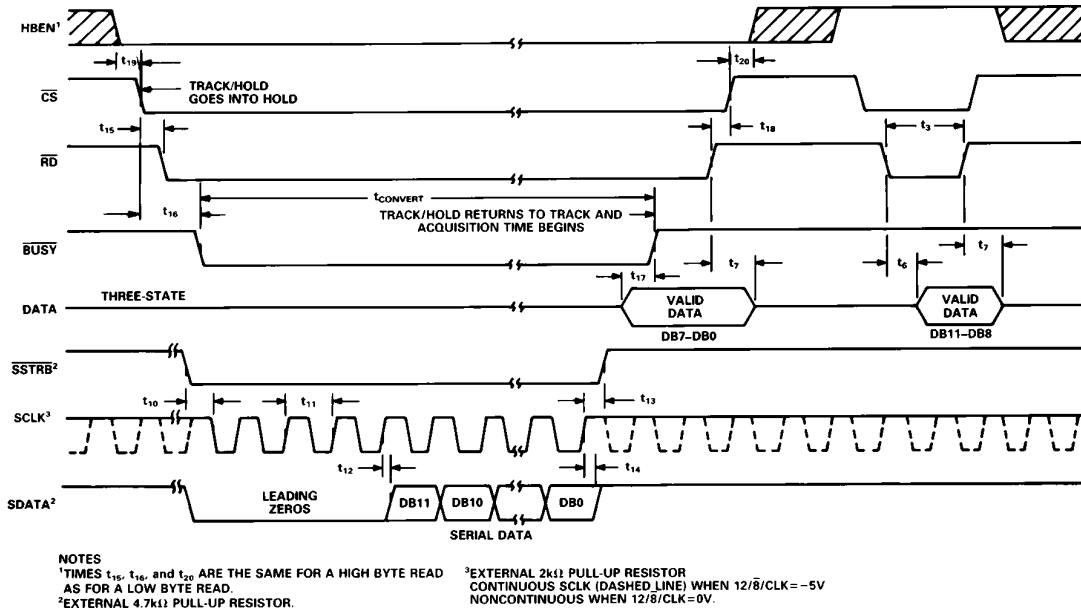 HBEN¹
t₁₉
t₂₀
TRACK/HOLD
GOES INTO HOLD
CS
t₁₅
t₁₈
t₃
RD
t₁₆
tCONVERT
TRACK/HOLD RETURNS TO TRACK AND
ACQUISITION TIME BEGINS
BUSY
t₁₇
t₇
t₆
t₇
THREE-STATE
DATA
VALID
DATA
VALID
DATA
DB7–DB0
DB11–DB8
SSTRB²
t₁₀
t₁₁
t₁₃
SCLK³
t₁₂
t₁₄
SDATA²
LEADING
ZEROS
DB11
DB10
DB0
SERIAL DATA
NOTES
¹TIMES t₁₅, t₁₆, and t₂₀ ARE THE SAME FOR A HIGH BYTE READ
AS FOR A LOW BYTE READ.
²EXTERNAL 4.7kΩ PULL-UP RESISTOR.
³EXTERNAL 2kΩ PULL-UP RESISTOR
CONTINUOUS SCLK (DASHED LINE) WHEN 12/8/CLK=−5V
NONCONTINUOUS WHEN 12/8/CLK=0V.